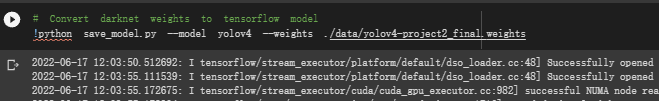 # Convert darknet weights to tensorflow model
!python save_model.py --model yolov4 --weights ./data/yolov4-project2_final.weights
2022-06-17 12:03:50.512692: I tensorflow/stream_executor/platform/default/dso_loader.cc:48] Successfully opened
2022-06-17 12:03:55.111539: I tensorflow/stream_executor/platform/default/dso_loader.cc:48] Successfully opened
2022-06-17 12:03:55.172675: I tensorflow/stream_executor/cuda/cuda_gpu_executor.cc:982] successful NUMA node rea